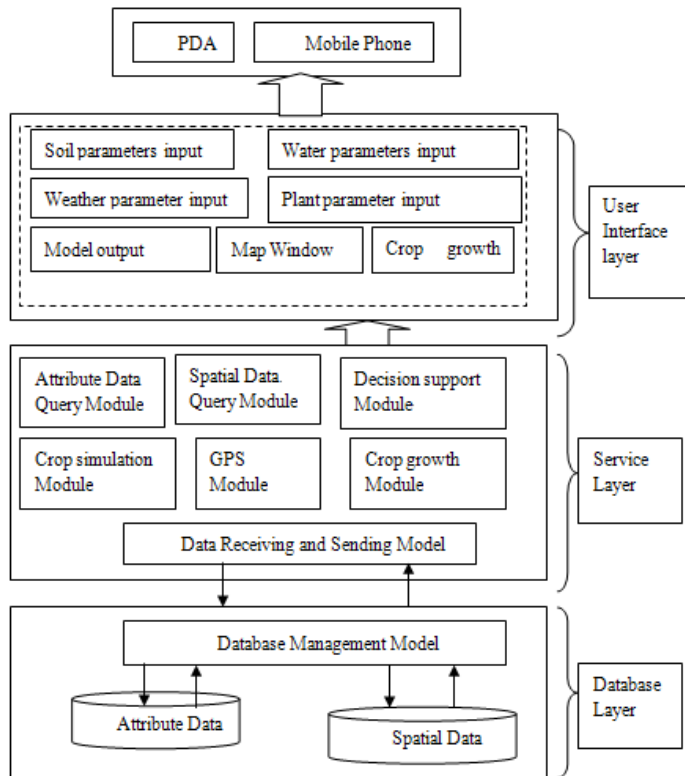 PDA
Mobile Phone
Soil parameters input
Water parameters input
Weather parameter input
Plant parameter input
Model output
Map Window
Crop growth
User
Interface
layer
Attribute Data
Query Module
Spatial Data.
Query Module
Decision support
Module
Crop simulation
Module
GPS
Module
Crop growth
Module
Data Receiving and Sending Model
Service
Layer
Database Management Model
Attribute Data
Spatial Data
Database
Layer